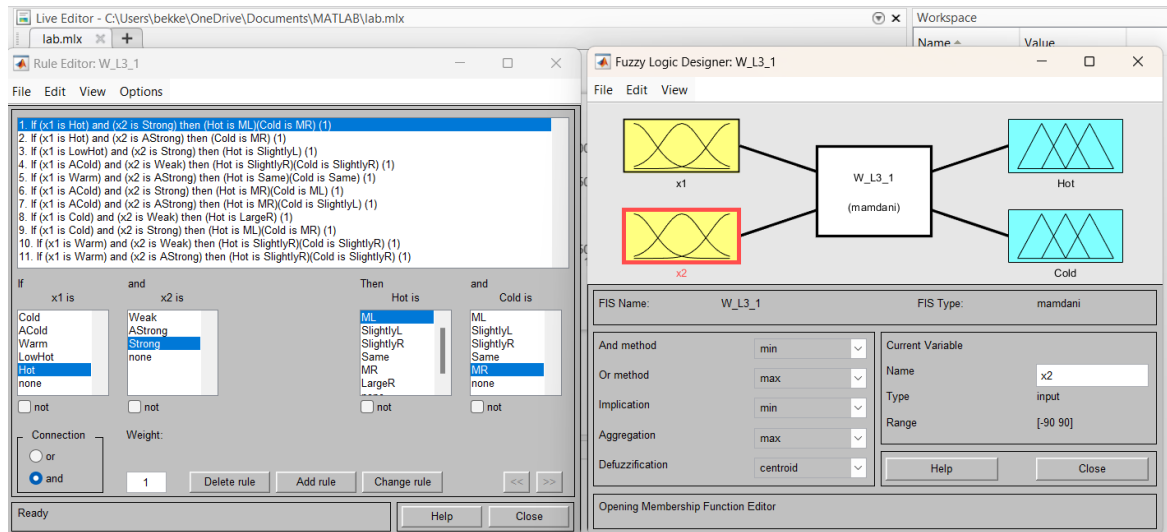 Live Editor - C:\Users\bekke\OneDrive\Documents\MATLAB\lab.mlx
lab.mlx
Workspace
Name
Value
Rule Editor: W_L3_1
File Edit View Options
1. If (x1 is Hot) and (x2 is Strong) then (Hot is ML)(Cold is MR) (1)
2. If (x1 is Hot) and (x2 is AStrong) then (Cold is MR) (1)
3. If (x1 is LowHot) and (x2 is Strong) then (Hot is SlightlyL) (1)
4. If (x1 is ACold) and (x2 is Weak) then (Hot is SlightlyR)(Cold is SlightlyR) (1)
5. If (x1 is Warm) and (x2 is AStrong) then (Hot is Same)(Cold is Same) (1)
6. If (x1 is ACold) and (x2 is Strong) then (Hot is MR)(Cold is ML) (1)
7. If (x1 is ACold) and (x2 is AStrong) then (Hot is MR)(Cold is SlightlyL) (1)
8. If (x1 is Cold) and (x2 is Weak) then (Hot is LargeR) (1)
9. If (x1 is Cold) and (x2 is Strong) then (Hot is MR)(Cold is ML) (1)
10. If (x1 is Warm) and (x2 is Weak) then (Hot is SlightlyR)(Cold is SlightlyR) (1)
11. If (x1 is Warm) and (x2 is AStrong) then (Hot is SlightlyR)(Cold is SlightlyR) (1)
If and Then and
x1 is x2 is Hot is Cold is
Cold
ACold
Warm
LowHot
Hot
none
Weak
AStrong
Strong
none
ML
SlightlyL
SlightlyR
Same
MR
LargeR
ML
SlightlyL
SlightlyR
Same
MR
none
not not not not
Connection
or
and
Weight:
1
Delete rule Add rule Change rule << >>
Ready
Help Close
Fuzzy Logic Designer: W_L3_1
File Edit View
x1
x2
W_L3_1
(mamdani)
Hot
Cold
FIS Name: W_L3_1 FIS Type: mamdani
And method min
Or method max
Implication min
Aggregation max
Defuzzification centroid
Current Variable
Name x2
Type input
Range [-90 90]
Help Close
Opening Membership Function Editor